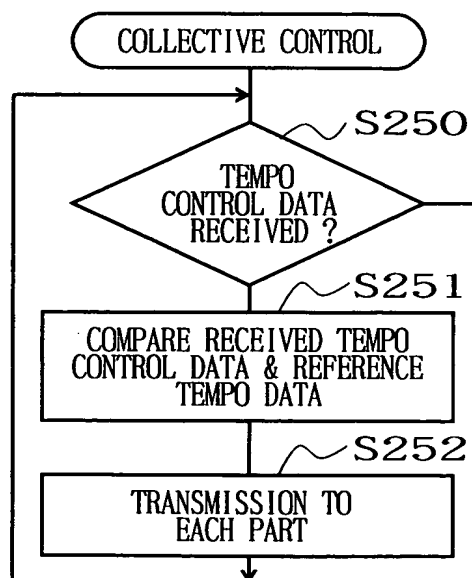 COLLECTIVE CONTROL
S250
TEMPO
CONTROL DATA
RECEIVED ?
S251
COMPARE RECEIVED TEMPO
CONTROL DATA & REFERENCE
TEMPO DATA
S252
TRANSMISSION TO
EACH PART